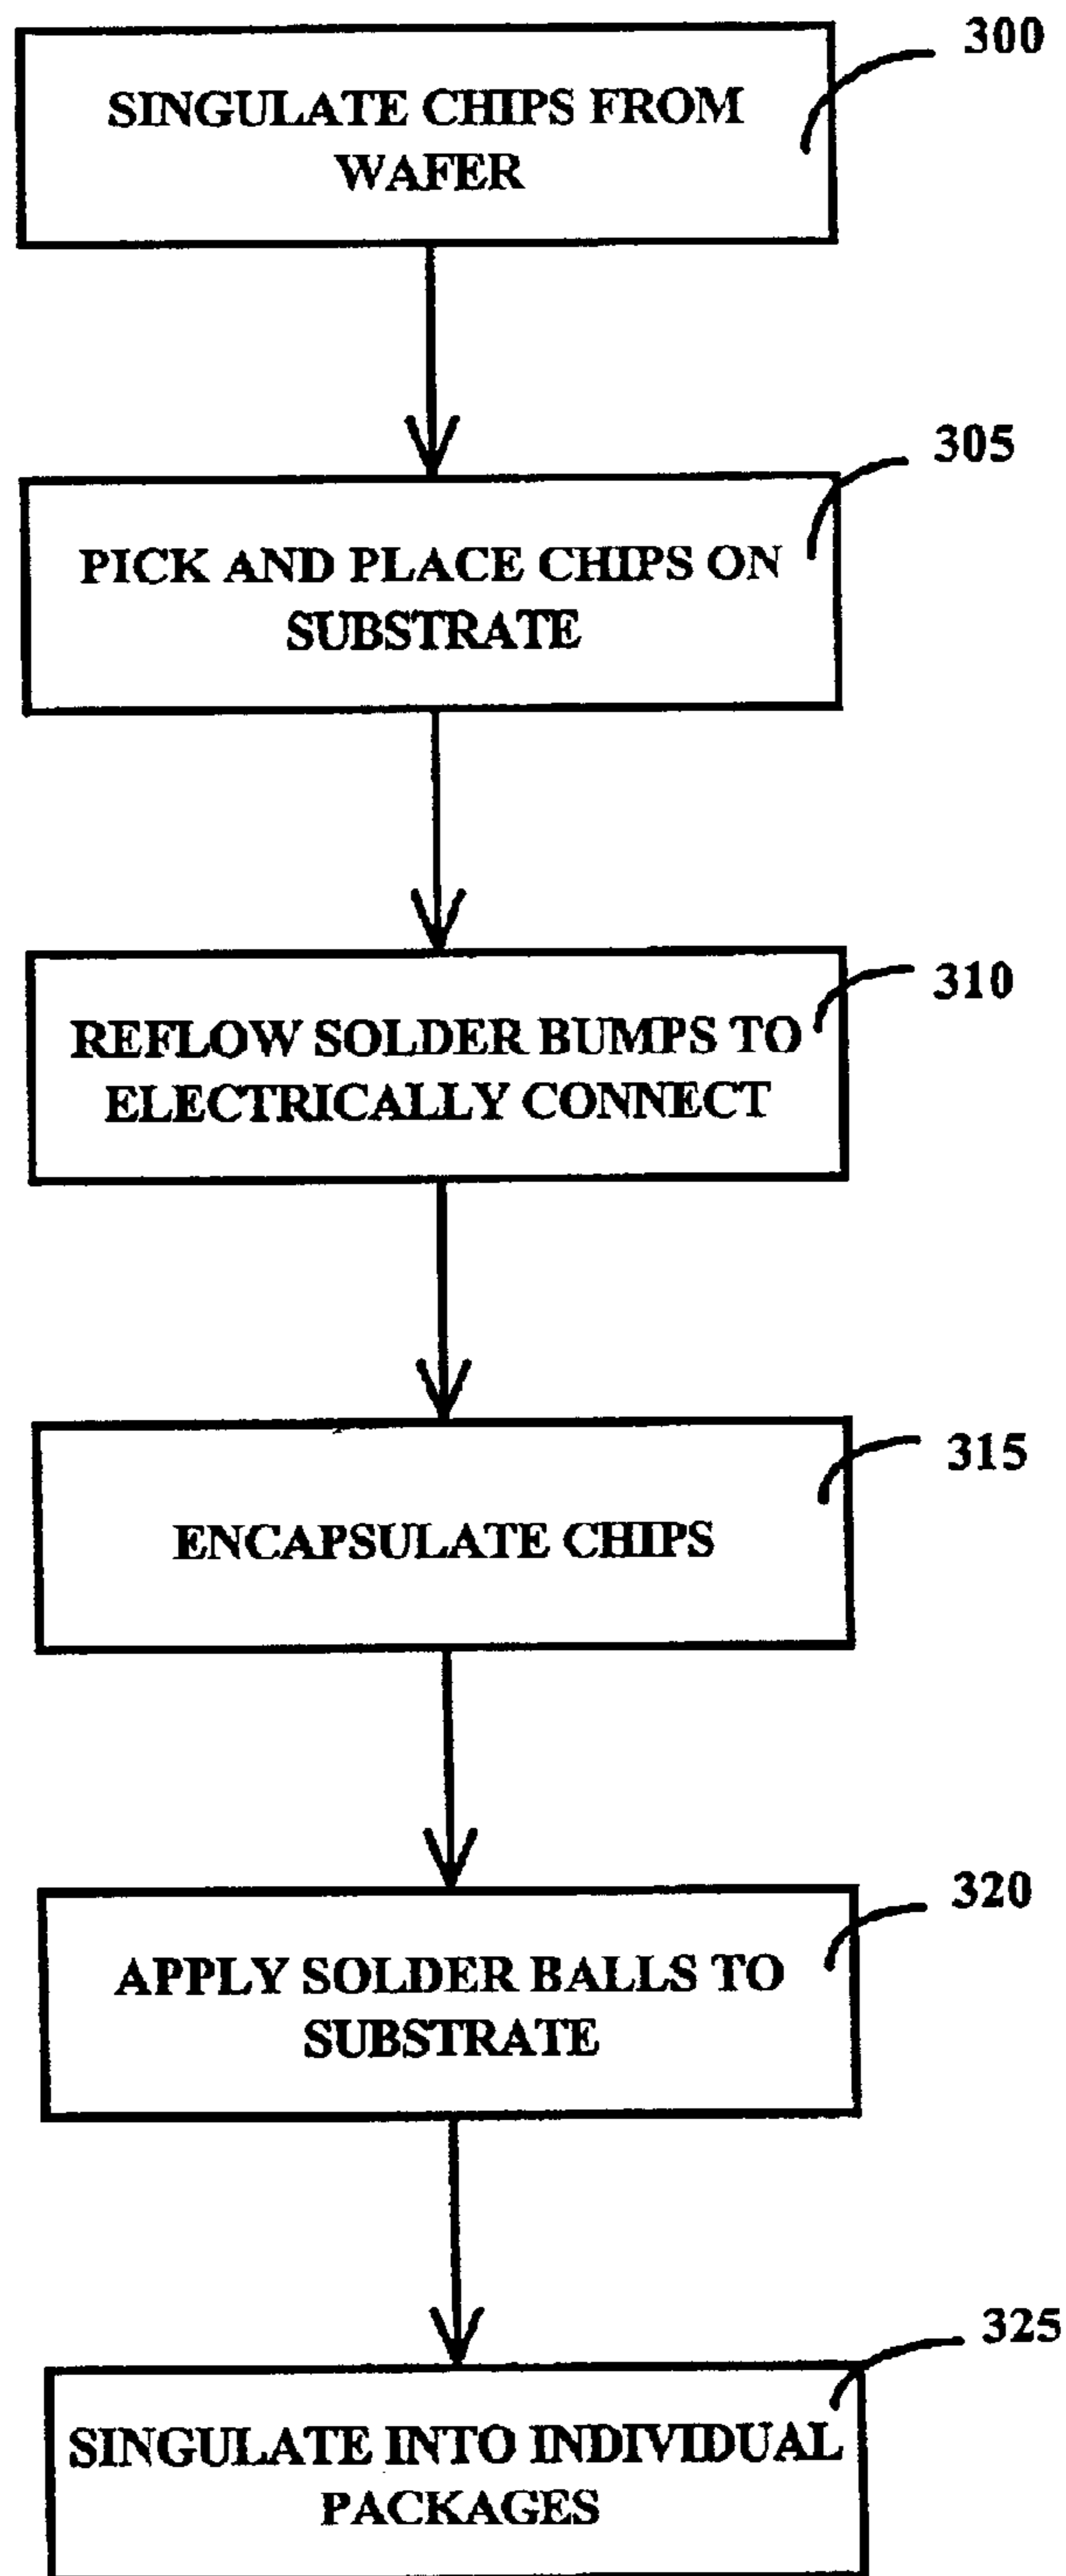 300
SINGULATE CHIPS FROM
WAFER
305
PICK AND PLACE CHIPS ON
SUBSTRATE
310
REFLOW SOLDER BUMPS TO
ELECTRICALLY CONNECT
315
ENCAPSULATE CHIPS
320
APPLY SOLDER BALLS TO
SUBSTRATE
325
SINGULATE INTO INDIVIDUAL
PACKAGES